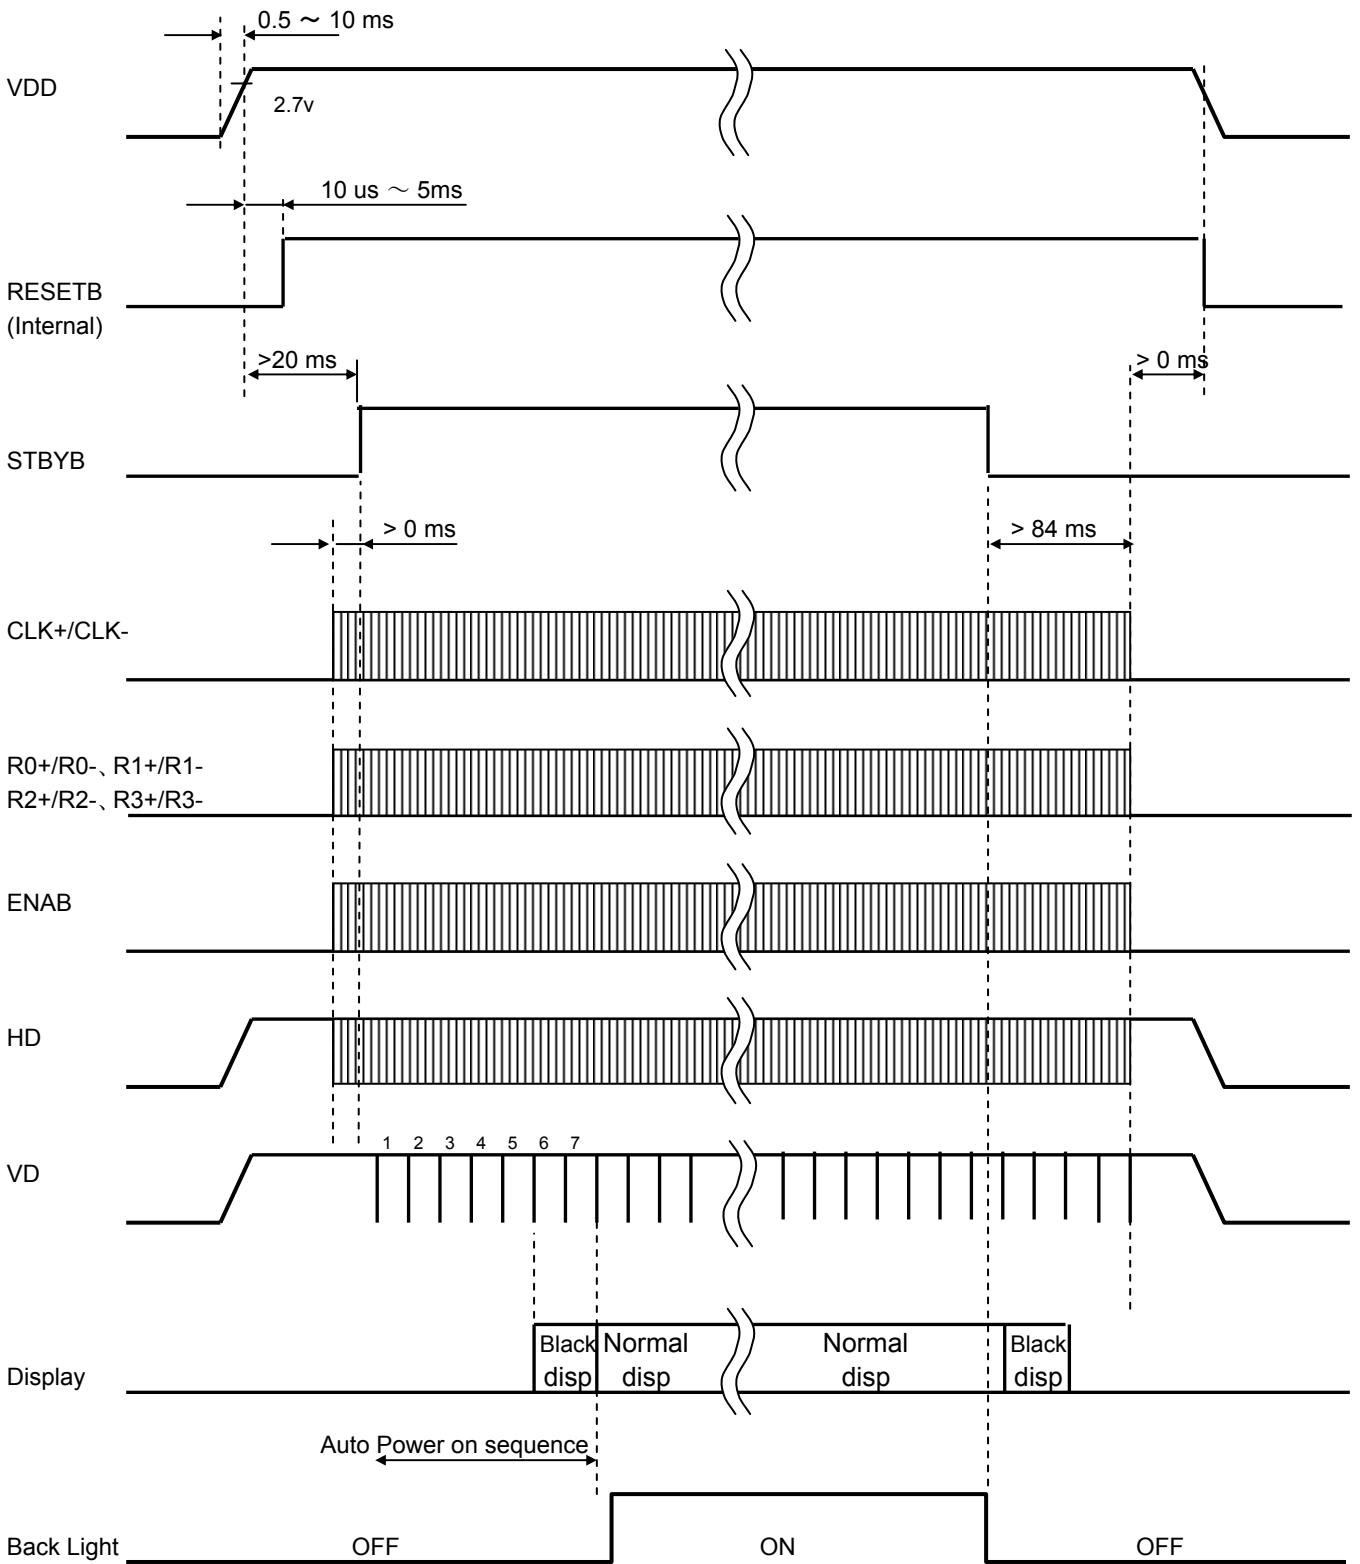 0.5 ～ 10 ms
VDD
2.7v
10 us ～ 5ms
RESETB
(Internal)
>20 ms
> 0 ms
STBYB
> 0 ms
> 84 ms
CLK+/CLK-
R0+/R0-、R1+/R1-
R2+/R2-、R3+/R3-
ENAB
HD
1 2 3 4 5 6 7
VD
Black disp
Normal disp
Normal disp
Black disp
Display
Auto Power on sequence
Back Light
OFF
ON
OFF